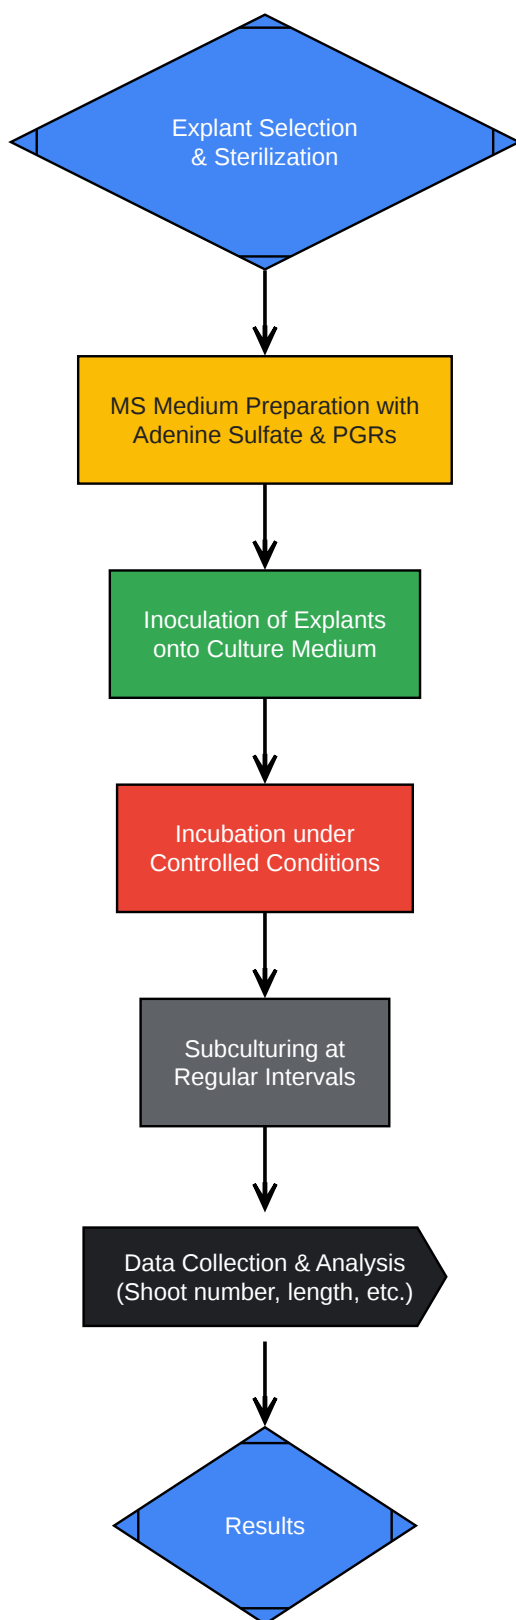 Explant Selection
& Sterilization
MS Medium Preparation with
Adenine Sulfate & PGRs
Inoculation of Explants
onto Culture Medium
Incubation under
Controlled Conditions
Subculturing at
Regular Intervals
Data Collection & Analysis
(Shoot number, length, etc.)
Results